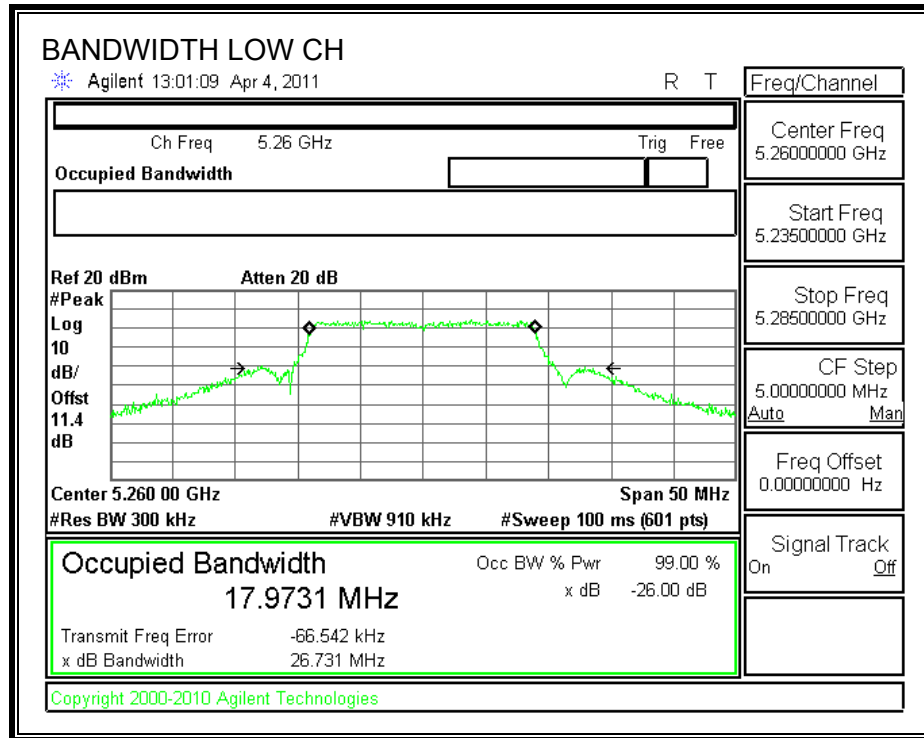 BANDWIDTH LOW CH
Agilent 13:01:09 Apr 4, 2011 R T
Freq/Channel
Ch Freq 5.26 GHz Trig Free
Occupied Bandwidth
Center Freq
5.26000000 GHz
Start Freq
5.23500000 GHz
Stop Freq
5.28500000 GHz
CF Step
5.00000000 MHz
Auto Man
Freq Offset
0.00000000 Hz
Signal Track
On Off
Ref 20 dBm Atten 20 dB
#Peak
Log
10
dB/
Offst
11.4
dB
Center 5.260 00 GHz Span 50 MHz
#Res BW 300 kHz #VBW 910 kHz #Sweep 100 ms (601 pts)
Occupied Bandwidth
17.9731 MHz
Occ BW % Pwr 99.00 %
x dB -26.00 dB
Transmit Freq Error -66.542 kHz
x dB Bandwidth 26.731 MHz
Copyright 2000-2010 Agilent Technologies